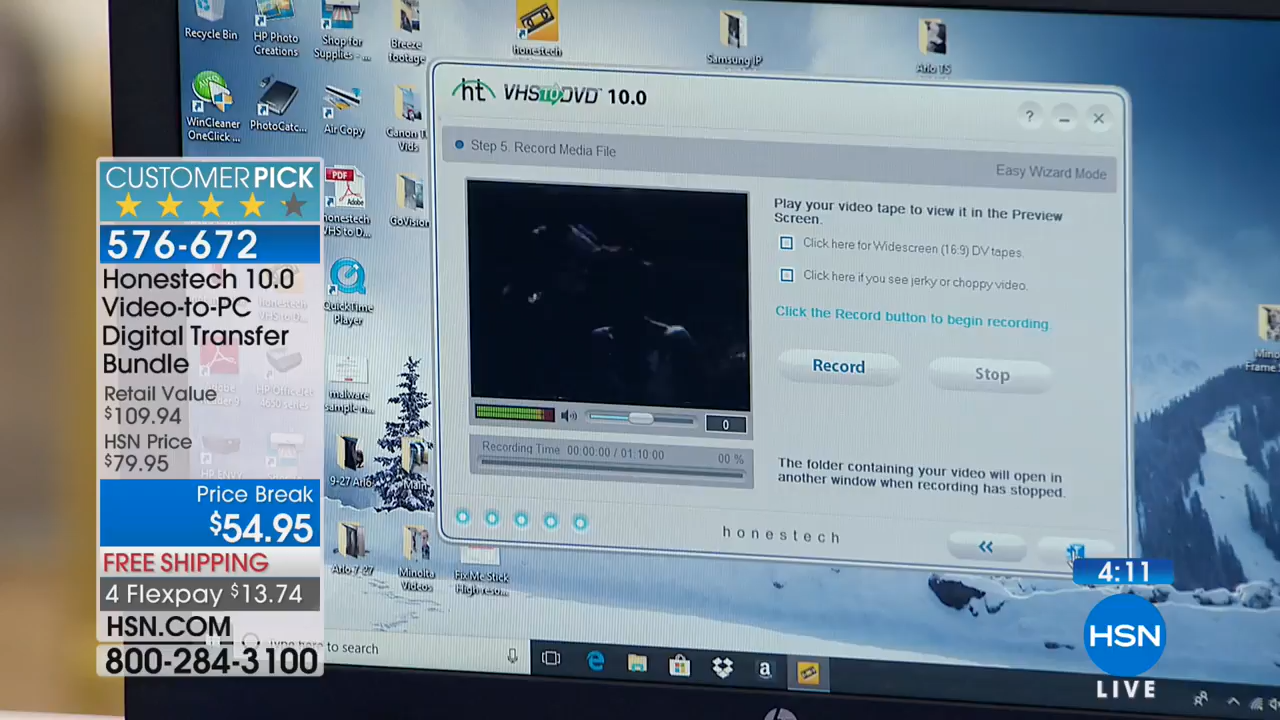 Recycle Bin
HP Photo
Creations
Shop for
Supplies - ...
Breeze
footage
honestech
Samsung IP
Arlo TS
WinCleaner
OneClick ...
PhotoCatc...
Air Copy
Canon T
Vids
PDF
Adobe
honestech
VHS to D...
GoVision
QuickTime
Player
malware
sample n...
9-27 Arlo
Arlo 7-27
Minolta
Videos
Fix Me Stick
High reso...
ht VHS TO DVD 10.0
?
Step 5. Record Media File
Easy Wizard Mode
Play your video tape to view it in the Preview
Screen.
Click here for Widescreen (16:9) DV tapes.
Click here if you see jerky or choppy video.
Click the Record button to begin recording.
Record
Stop
0
Recording Time 00:00:00 / 01:10:00 00 %
The folder containing your video will open in
another window when recording has stopped.
honestech
Type here to search
CUSTOMER PICK
576-672
Honestech 10.0
Video-to-PC
Digital Transfer
Bundle
Retail Value
$109.94
HSN Price
$79.95
Price Break
$54.95
FREE SHIPPING
4 Flexpay $13.74
HSN.COM
800-284-3100
4:11
HSN
LIVE
hp